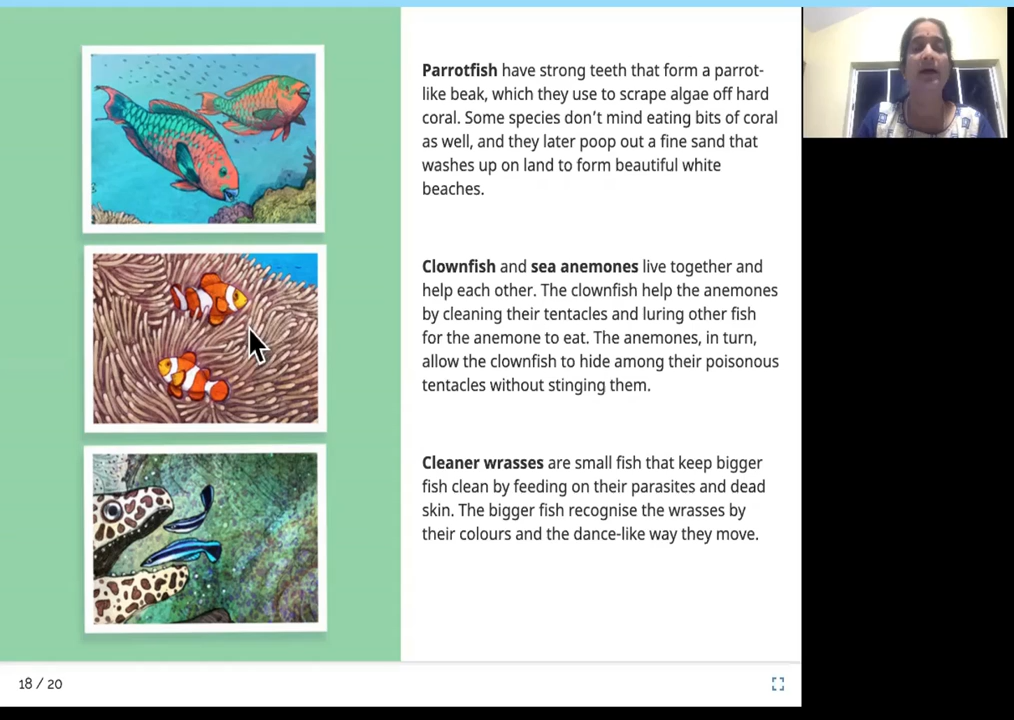 Parrotfish have strong teeth that form a parrot-
like beak, which they use to scrape algae off hard
coral. Some species don’t mind eating bits of coral
as well, and they later poop out a fine sand that
washes up on land to form beautiful white
beaches.
Clownfish and sea anemones live together and
help each other. The clownfish help the anemones
by cleaning their tentacles and luring other fish
for the anemone to eat. The anemones, in turn,
allow the clownfish to hide among their poisonous
tentacles without stinging them.
Cleaner wrasses are small fish that keep bigger
fish clean by feeding on their parasites and dead
skin. The bigger fish recognise the wrasses by
their colours and the dance-like way they move.
18 / 20